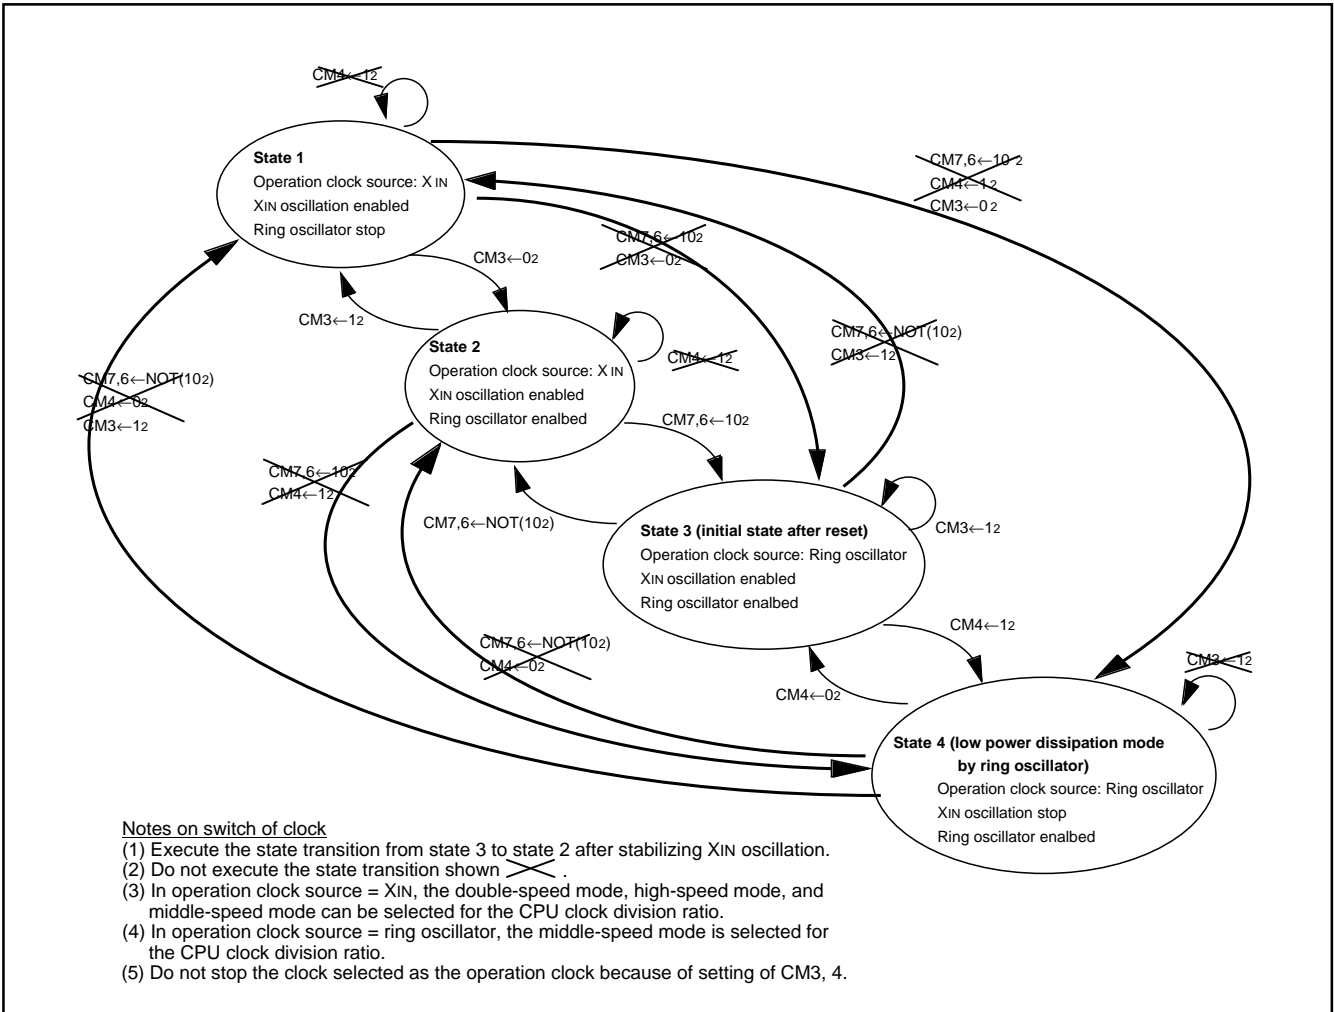 CM4←12
State 1
Operation clock source: XIN
XIN oscillation enabled
Ring oscillator stop
CM7,6←102
CM4←12
CM3←02
CM7,6←102
CM3←02
CM3←02
CM3←12
CM7,6←NOT(102)
CM3←12
State 2
Operation clock source: XIN
XIN oscillation enabled
Ring oscillator enalbed
CM4←12
CM7,6←NOT(102)
CM4←02
CM3←12
CM7,6←102
CM7,6←102
CM4←12
CM7,6←NOT(102)
State 3 (initial state after reset)
Operation clock source: Ring oscillator
XIN oscillation enabled
Ring oscillator enalbed
CM3←12
CM4←12
CM7,6←NOT(102)
CM4←02
CM4←02
CM3←12
State 4 (low power dissipation mode
by ring oscillator)
Operation clock source: Ring oscillator
XIN oscillation stop
Ring oscillator enalbed
Notes on switch of clock
(1) Execute the state transition from state 3 to state 2 after stabilizing XIN oscillation.
(2) Do not execute the state transition shown .
(3) In operation clock source = XIN, the double-speed mode, high-speed mode, and
middle-speed mode can be selected for the CPU clock division ratio.
(4) In operation clock source = ring oscillator, the middle-speed mode is selected for
the CPU clock division ratio.
(5) Do not stop the clock selected as the operation clock because of setting of CM3, 4.